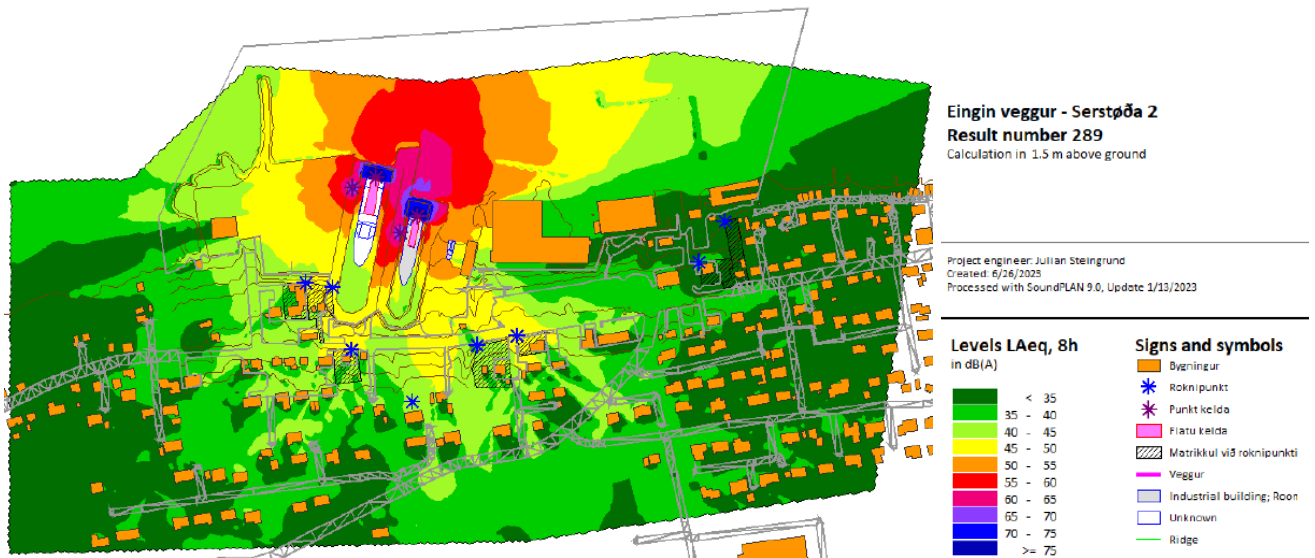 Eingin veggur - Serstøða 2
Result number 289
Calculation in 1.5 m above ground
Project engineer: Julian Steingrund
Created: 6/26/2023
Processed with SoundPLAN 9.0, Update 1/13/2023
Levels LAeq, 8h
in dB(A)
< 35
35 - 40
40 - 45
45 - 50
50 - 55
55 - 60
60 - 65
65 - 70
70 - 75
>= 75
Signs and symbols
Bygningur
Roknipunkt
Punkt kelda
Flatu kelda
Matrikkul við roknipunkti
Veggur
Industrial building; Roon
Unknown
Ridge